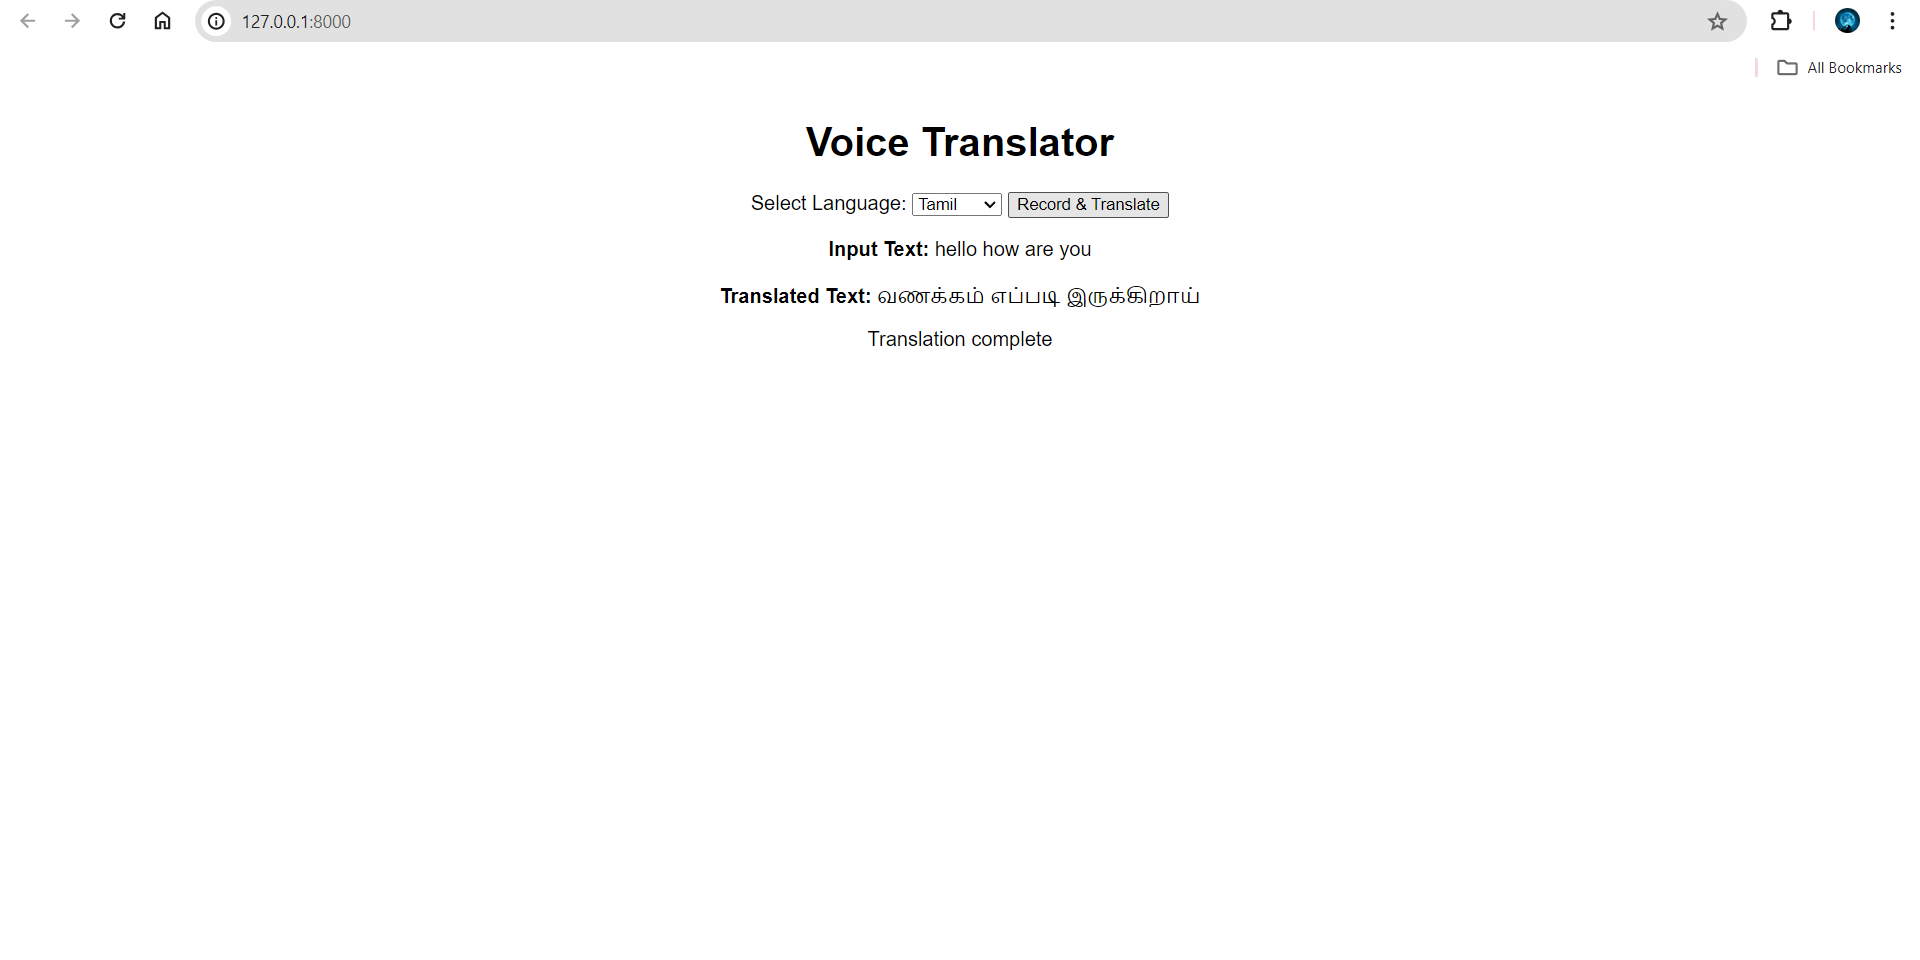 127.0.0.1:8000
All Bookmarks
Voice Translator
Select Language: Tamil Record & Translate
Input Text: hello how are you
Translated Text: வணக்கம் எப்படி இருக்கிறாய்
Translation complete